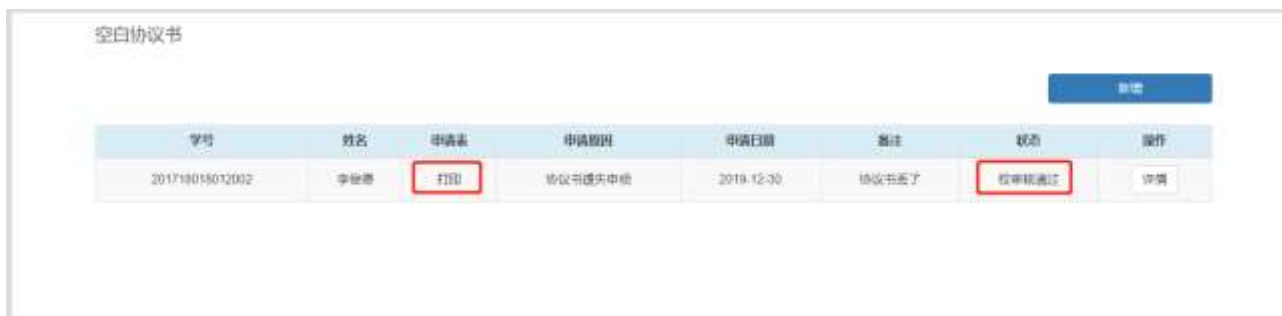 空白协议书
新增
学号 姓名 申请表 申请原因 申请日期 备注 状态 操作
201718018012002 打印 协议书遗失申领 2019-12-30 协议书丢了 校审核通过 详情